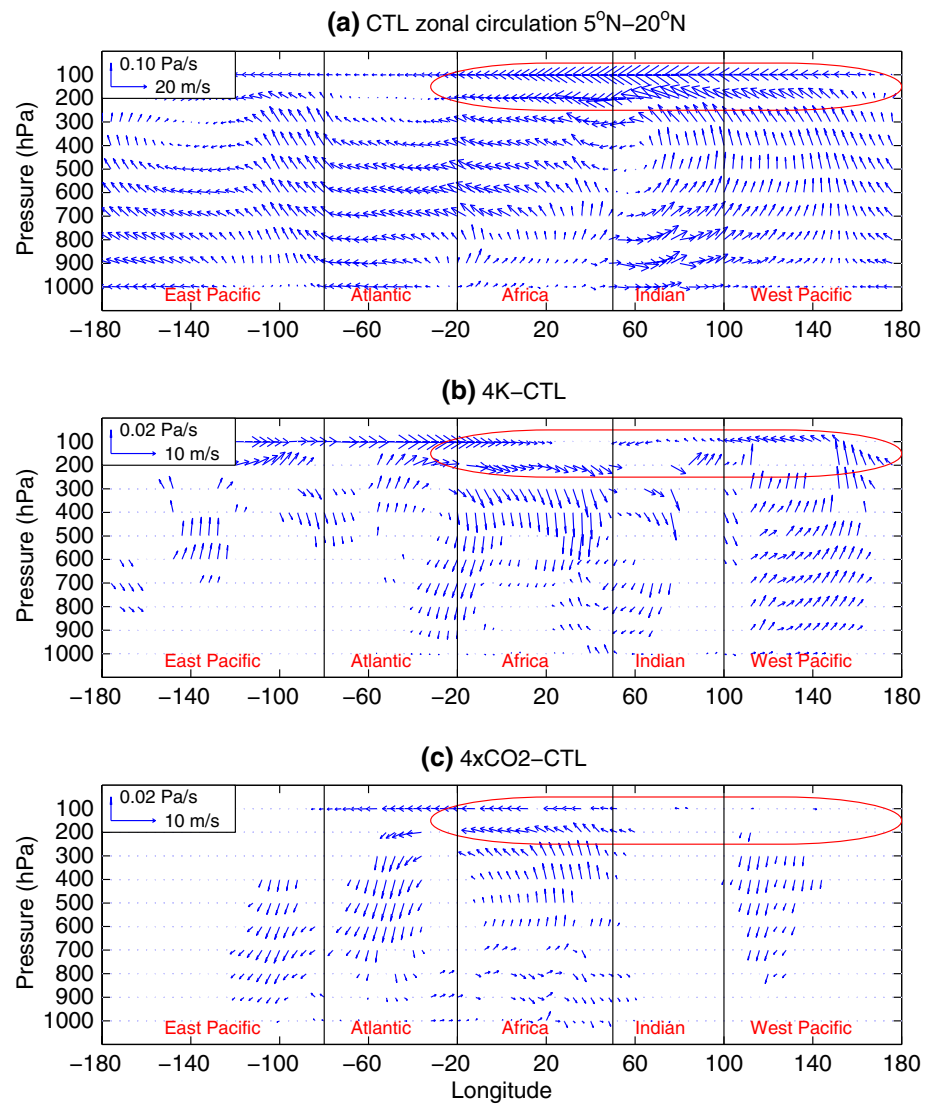 (a) CTL zonal circulation 5°N–20°N
0.10 Pa/s
20 m/s
Pressure (hPa)
100
200
300
400
500
600
700
800
900
1000
East Pacific Atlantic Africa Indian West Pacific
−180 −140 −100 −60 −20 20 60 100 140 180
(b) 4K−CTL
0.02 Pa/s
10 m/s
Pressure (hPa)
100
200
300
400
500
600
700
800
900
1000
East Pacific Atlantic Africa Indian West Pacific
−180 −140 −100 −60 −20 20 60 100 140 180
(c) 4xCO2−CTL
0.02 Pa/s
10 m/s
Pressure (hPa)
100
200
300
400
500
600
700
800
900
1000
East Pacific Atlantic Africa Indian West Pacific
−180 −140 −100 −60 −20 20 60 100 140 180
Longitude